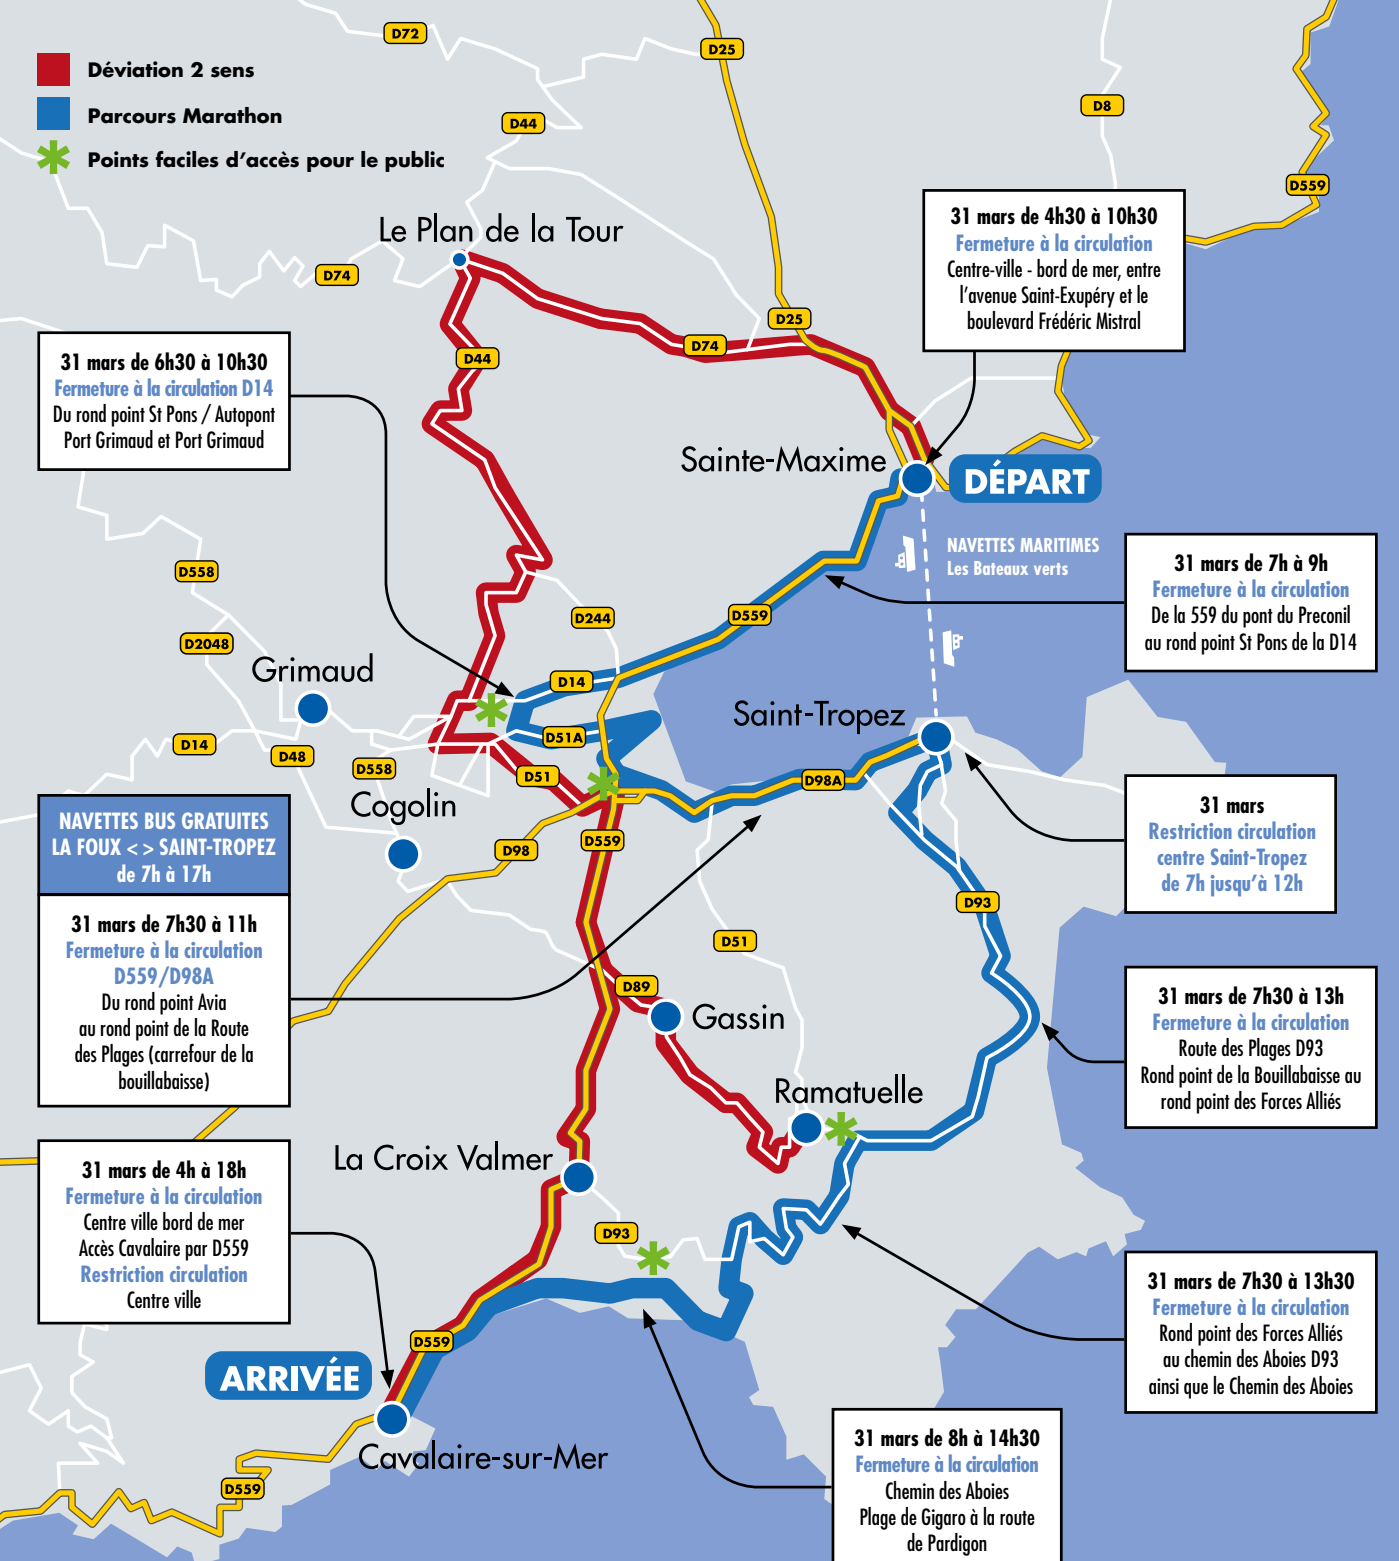 Déviation 2 sens
Parcours Marathon
Points faciles d'accès pour le public
D72
D25
D44
D8
D559
Le Plan de la Tour
D74
D25
D74
D44
31 mars de 4h30 à 10h30
Fermeture à la circulation
Centre-ville - bord de mer, entre
l'avenue Saint-Exupéry et le
boulevard Frédéric Mistral
31 mars de 6h30 à 10h30
Fermeture à la circulation D14
Du rond point St Pons / Autopont
Port Grimaud et Port Grimaud
Sainte-Maxime
DÉPART
NAVETTES MARITIMES
Les Bateaux verts
31 mars de 7h à 9h
Fermeture à la circulation
De la 559 du pont du Preconil
au rond point St Pons de la D14
D558
D2048
D244
D559
Grimaud
D14
Saint-Tropez
D14
D48
D558
D51A
D51
D98A
Cogolin
D98
D559
31 mars
Restriction circulation
centre Saint-Tropez
de 7h jusqu'à 12h
NAVETTES BUS GRATUITES
LA FOUX < > SAINT-TROPEZ
de 7h à 17h
31 mars de 7h30 à 11h
Fermeture à la circulation
D559/D98A
Du rond point Avia
au rond point de la Route
des Plages (carrefour de la
bouillabaisse)
D93
D51
D89
Gassin
31 mars de 7h30 à 13h
Fermeture à la circulation
Route des Plages D93
Rond point de la Bouillabaisse au
rond point des Forces Alliés
Ramatuelle
La Croix Valmer
D93
31 mars de 4h à 18h
Fermeture à la circulation
Centre ville bord de mer
Accès Cavalaire par D559
Restriction circulation
Centre ville
31 mars de 7h30 à 13h30
Fermeture à la circulation
Rond point des Forces Alliés
au chemin des Aboies D93
ainsi que le Chemin des Aboies
D559
ARRIVÉE
Cavalaire-sur-Mer
D559
31 mars de 8h à 14h30
Fermeture à la circulation
Chemin des Aboies
Plage de Gigaro à la route
de Pardigon